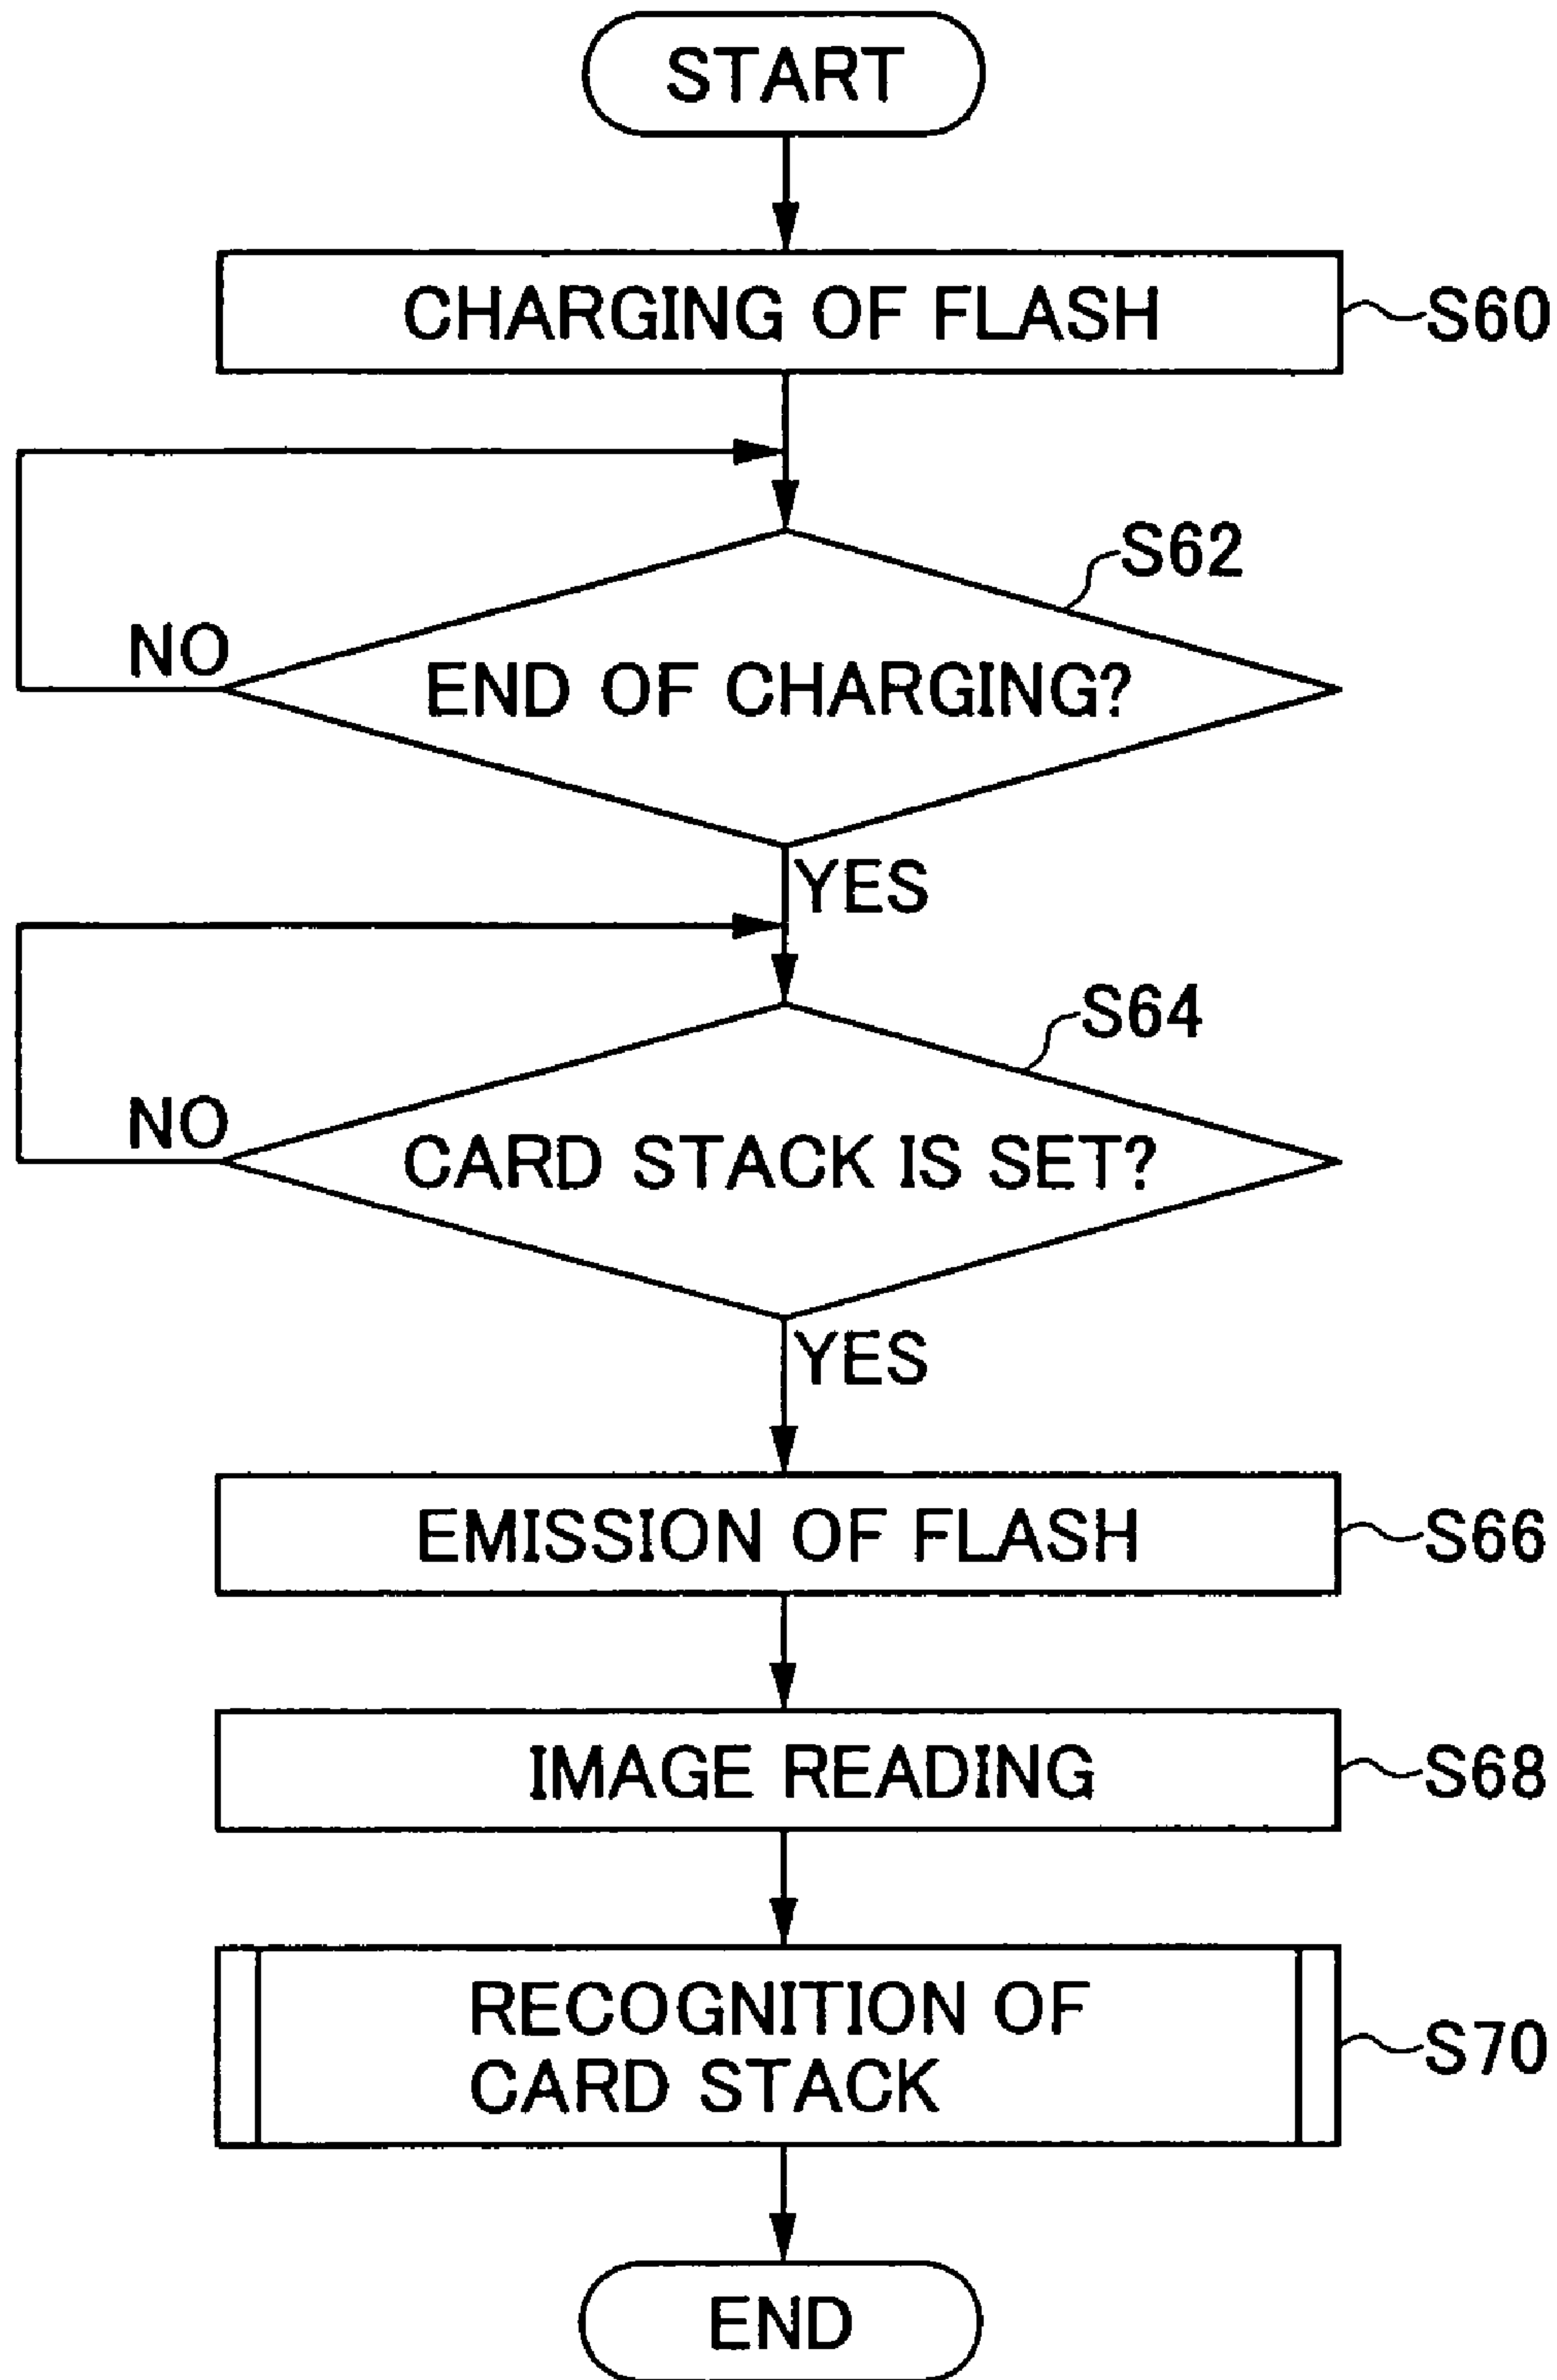 START
CHARGING OF FLASH
S60
S62
NO
END OF CHARGING?
YES
S64
NO
CARD STACK IS SET?
YES
EMISSION OF FLASH
S66
IMAGE READING
S68
RECOGNITION OF
CARD STACK
S70
END